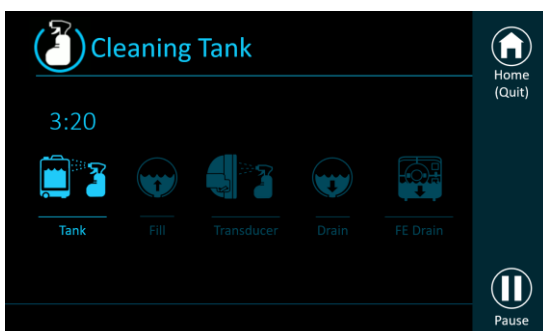 Cleaning Tank
Home
(Quit)
3:20
Tank
Fill
Transducer
Drain
FE Drain
Pause